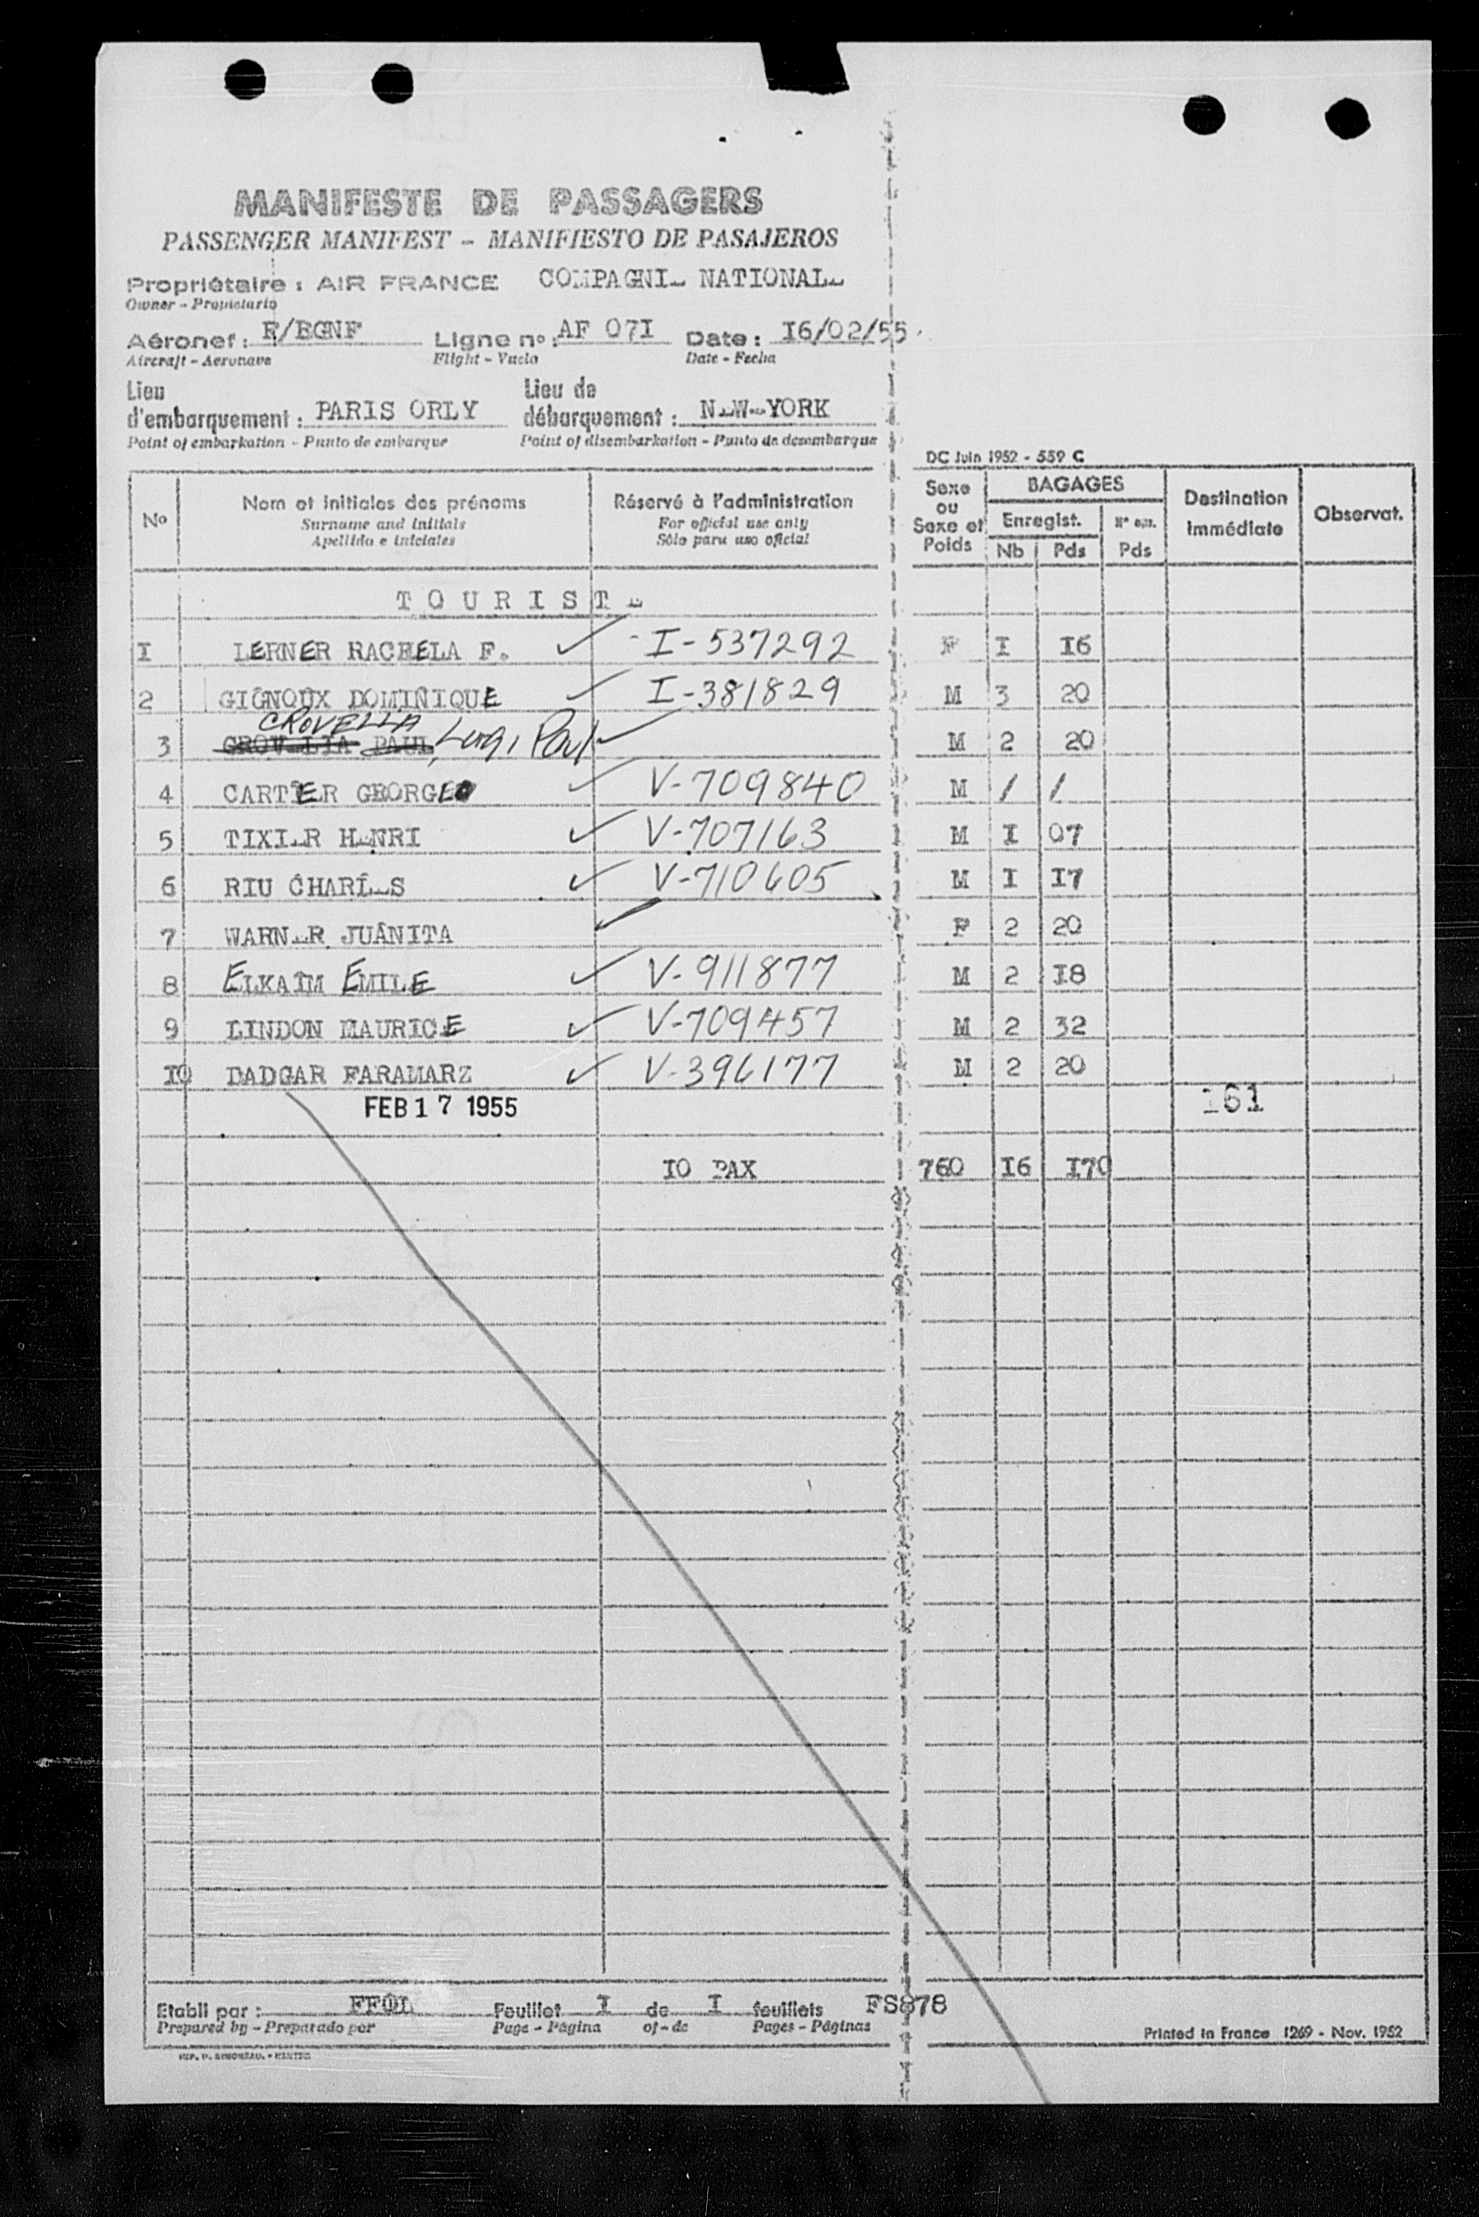 MANIFESTE DE PASSAGERS
PASSENGER MANIFEST - MANIFIESTO DE PASAJEROS
Propriétaire : AIR FRANCE COMPAGNIE NATIONALE
Owner - Propietario
Aéronef : F/BGNF Ligne n° : AF 07I Date : I6/02/55
Aircraft - Aeronave Flight - Vuelo Date - Fecha
Lieu d'embarquement : PARIS ORLY Lieu de débarquement : NEW-YORK
Point of embarkation - Punto de embarque Point of disembarkation - Punto de desembarque
DC Juin 1952 - 559 C
No Nom et initiales des prénoms Réservé à l'administration Sexe ou Sexe et Poids BAGAGES Destination immédiate Observat.
Surname and initials For official use only Enregist.
Apellido e iniciales Sólo para uso oficial Nb Pds Pds
TOURISTE
I LERNER RACHELA F. I-537292 F I I6
2 GIGNOUX DOMINIQUE I-381829 M 3 20
CROVELLA, Luigi Paul
3 M 2 20
4 CARTIER GEORGES V-709840 M / /
5 TIXIER HENRI V-707163 M I 07
6 RIU CHARLES V-710605 M I I7
7 WARNER JUANITA F 2 20
8 ELKAIM EMILE V-911877 M 2 I8
9 LINDON MAURICE V-709457 M 2 32
I0 DADGAR FARAMARZ V-396177 M 2 20
FEB 17 1955 161
I0 PAX 760 I6 I70
Etabli par : Feuillet I de I feuillets FS878
Prepared by - Preparado por Page - Página of - de Pages - Páginas
Printed in France 1269 - Nov. 1952